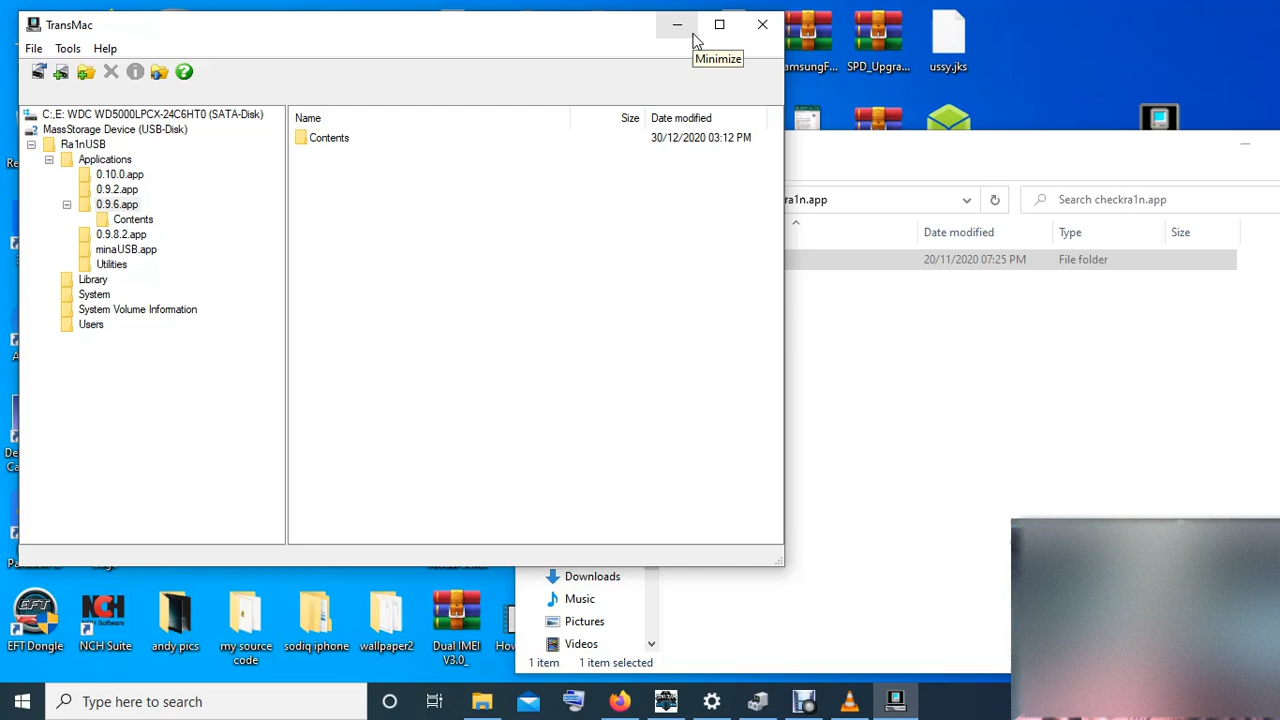 TransMac
File Tools Help
Minimize
C:,E: WDC WD5000LPCX-24C6HT0 (SATA-Disk)
MassStorage Device (USB-Disk)
Ra1nUSB
Applications
0.10.0.app
0.9.2.app
0.9.6.app
Contents
0.9.8.2.app
minaUSB.app
Utilities
Library
System
System Volume Information
Users
Name Size Date modified
Contents 30/12/2020 03:12 PM
amsungF...
SPD_Upgra...
ussy.jks
ra1n.app
Search checkra1n.app
Date modified Type Size
20/11/2020 07:25 PM File folder
Downloads
Music
Pictures
Videos
1 item 1 item selected
EFT Dongle
NCH Suite
andy pics
my source
code
sodiq iphone
wallpaper2
Dual IMEI
V3.0_
Type here to search